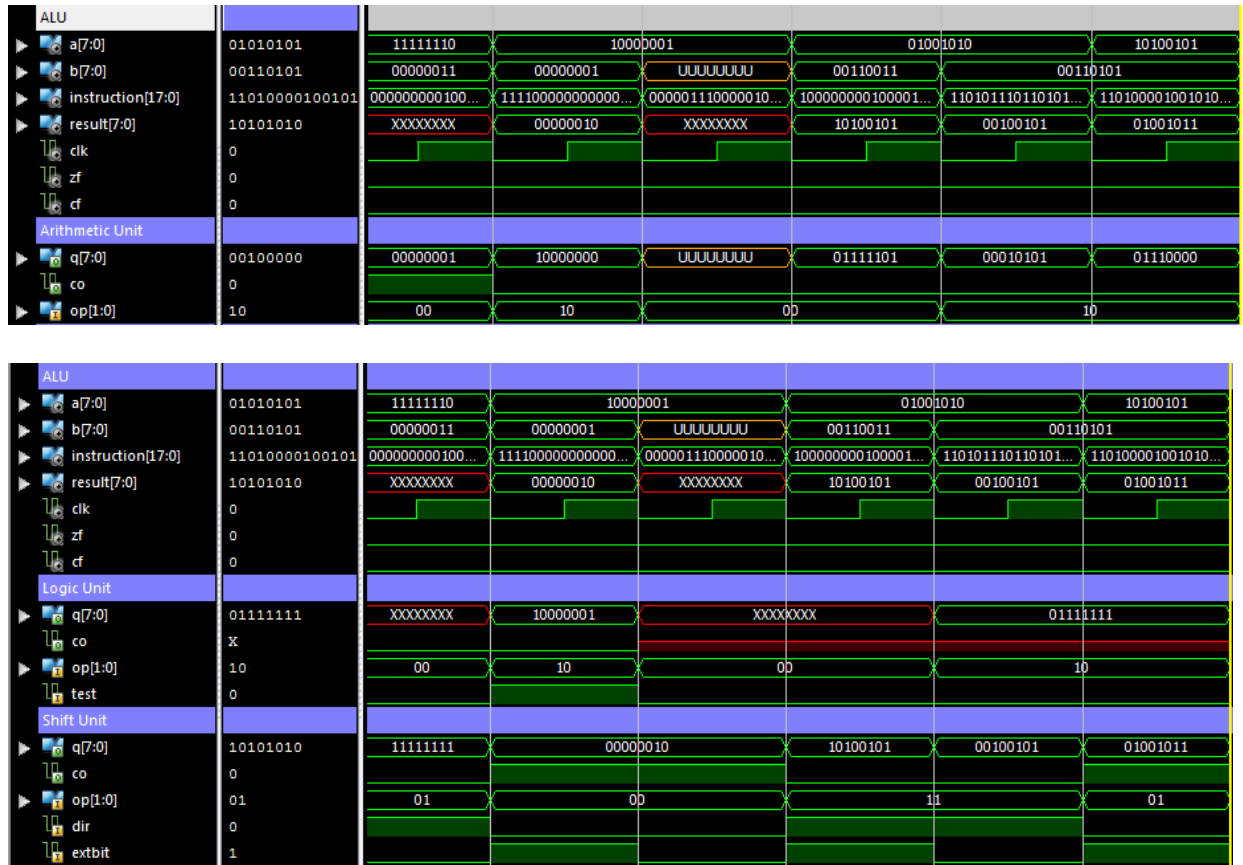 ALU
a[7:0] 01010101 11111110 10000001 01001010 10100101
b[7:0] 00110101 00000011 00000001 UUUUUUUU 00110011 00110101
instruction[17:0] 11010000100101 000000000100... 111100000000000... 000001110000010... 100000000100001... 110101110110101... 110100001001010...
result[7:0] 10101010 XXXXXXXX 00000010 XXXXXXXX 10100101 00100101 01001011
clk 0
zf 0
cf 0
Arithmetic Unit
q[7:0] 00100000 00000001 10000000 UUUUUUUU 01111101 00010101 01110000
co 0
op[1:0] 10 00 10 00 10
ALU
a[7:0] 01010101 11111110 10000001 01001010 10100101
b[7:0] 00110101 00000011 00000001 UUUUUUUU 00110011 00110101
instruction[17:0] 11010000100101 000000000100... 111100000000000... 000001110000010... 100000000100001... 110101110110101... 110100001001010...
result[7:0] 10101010 XXXXXXXX 00000010 XXXXXXXX 10100101 00100101 01001011
clk 0
zf 0
cf 0
Logic Unit
q[7:0] 01111111 XXXXXXXX 10000001 XXXXXXXX 01111111
co X
op[1:0] 10 00 10 00 10
test 0
Shift Unit
q[7:0] 10101010 11111111 00000010 10100101 00100101 01001011
co 0
op[1:0] 01 01 00 11 01
dir 0
extbit 1